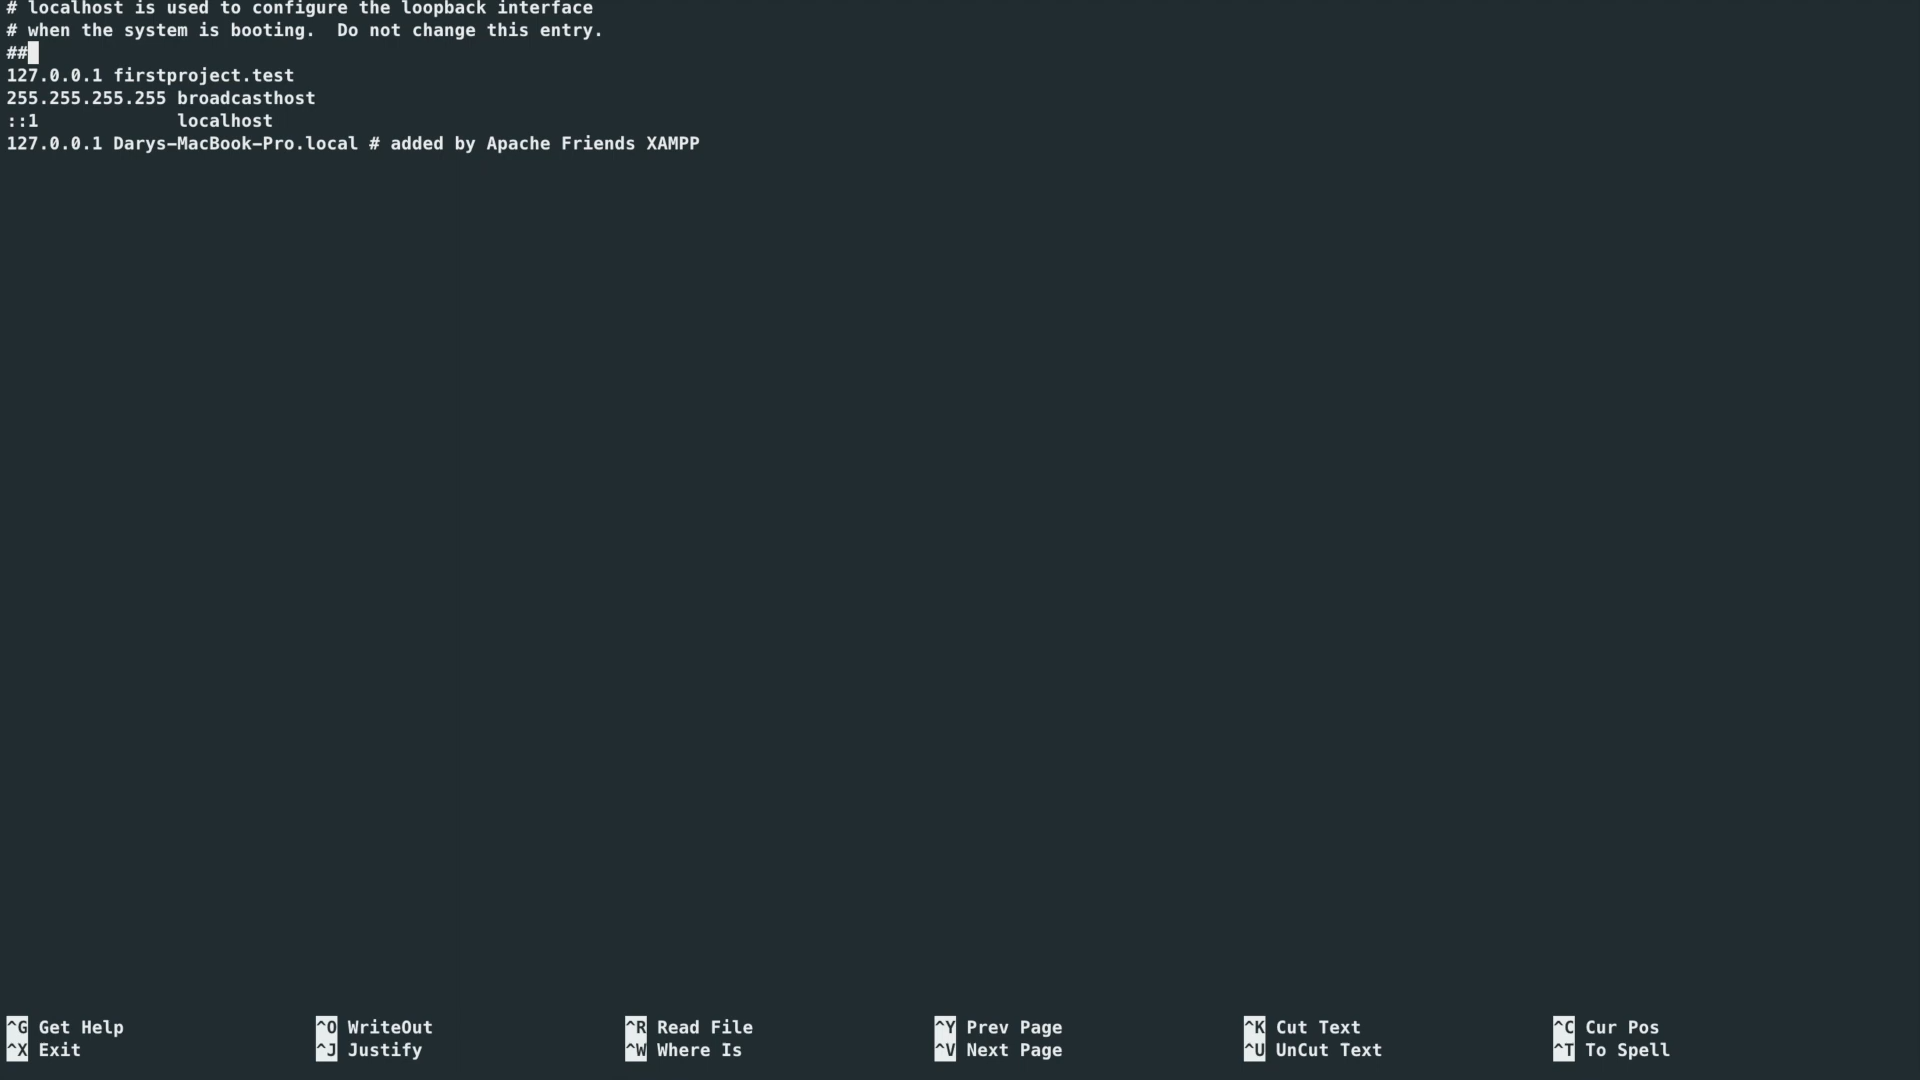 # localhost is used to configure the loopback interface
# when the system is booting.  Do not change this entry.
##
127.0.0.1 firstproject.test
255.255.255.255 broadcasthost
::1             localhost
127.0.0.1 Darys-MacBook-Pro.local # added by Apache Friends XAMPP
^G Get Help ^O WriteOut ^R Read File ^Y Prev Page ^K Cut Text ^C Cur Pos
^X Exit ^J Justify ^W Where Is ^V Next Page ^U UnCut Text ^T To Spell